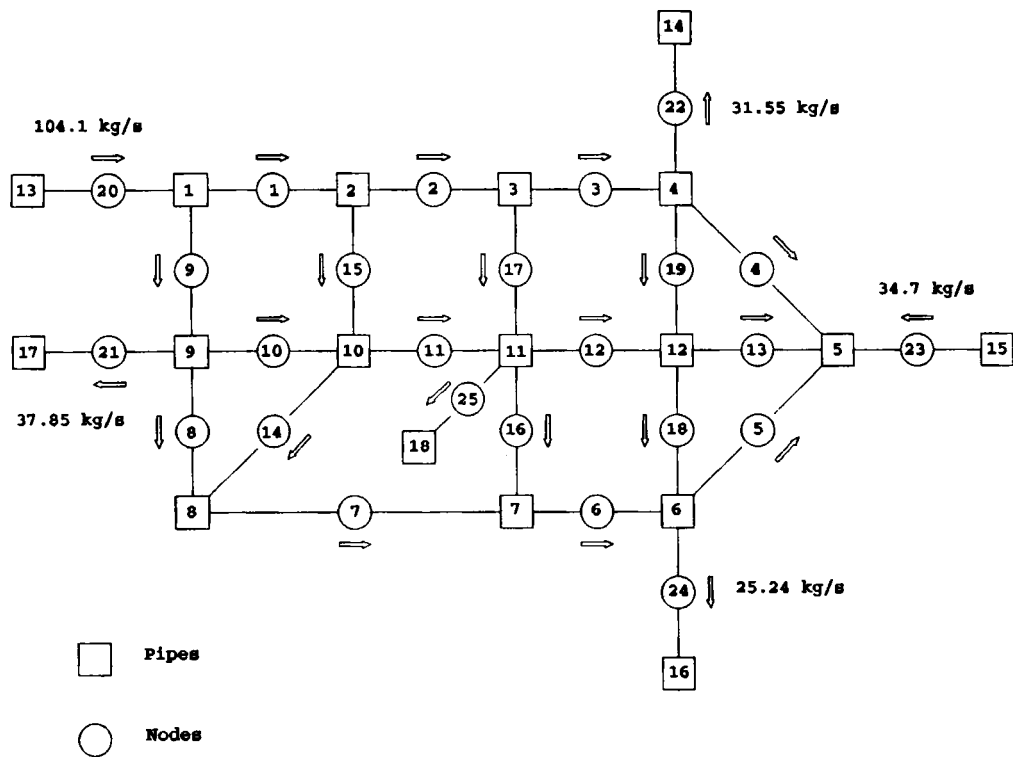 14
22 31.55 kg/s
104.1 kg/s
13 20 1 1 2 2 3 3 4
9 15 17 19 4
34.7 kg/s
17 21 9 10 10 11 11 12 12 13 5 23 15
37.85 kg/s
25
8 14 18 16 18 5
8 7 7 6 6
24 25.24 kg/s
Pipes
16
Nodes